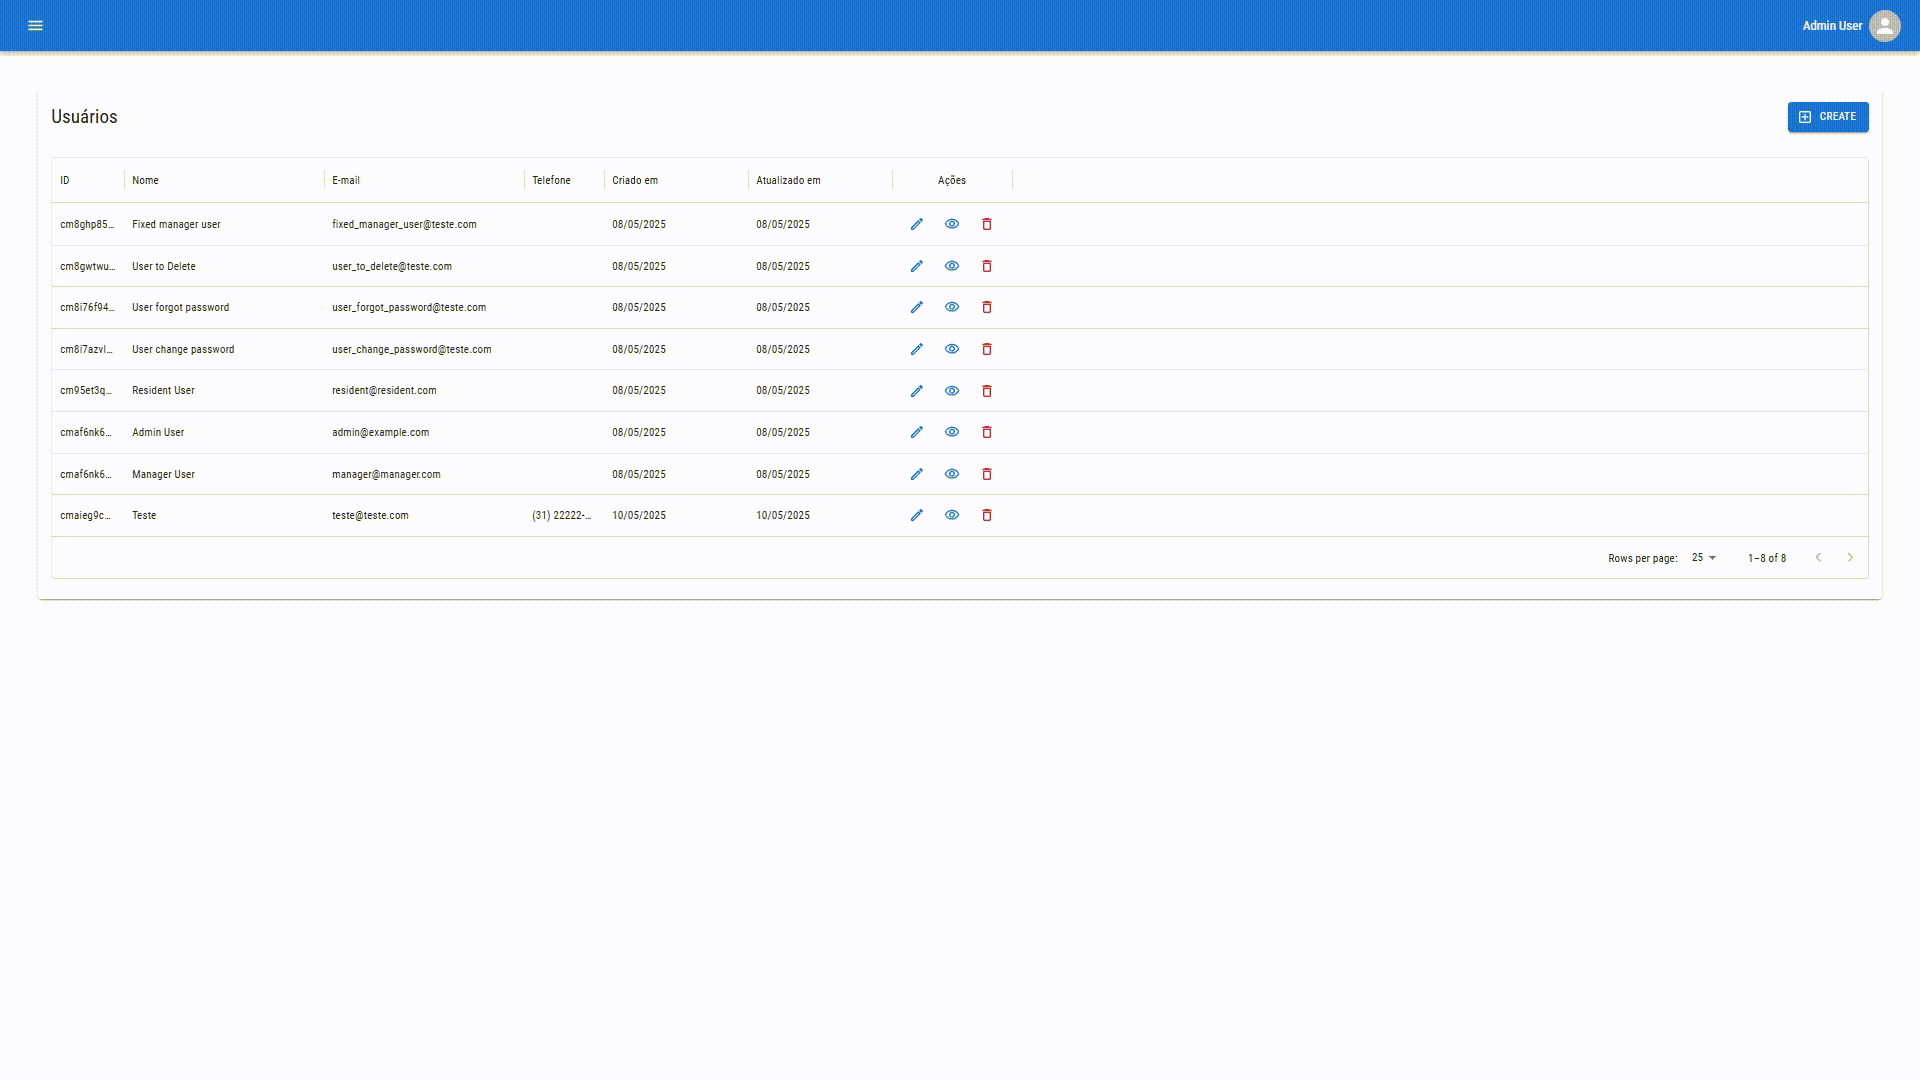 Admin User
Usuários
CREATE
ID Nome E-mail Telefone Criado em Atualizado em Ações
cm8ghp85... Fixed manager user fixed_manager_user@teste.com 08/05/2025 08/05/2025
cm8gwtwu... User to Delete user_to_delete@teste.com 08/05/2025 08/05/2025
cm8i76f94... User forgot password user_forgot_password@teste.com 08/05/2025 08/05/2025
cm8i7azvl... User change password user_change_password@teste.com 08/05/2025 08/05/2025
cm95et3q... Resident User resident@resident.com 08/05/2025 08/05/2025
cmaf6nk6... Admin User admin@example.com 08/05/2025 08/05/2025
cmaf6nk6... Manager User manager@manager.com 08/05/2025 08/05/2025
cmaieg9c... Teste teste@teste.com (31) 22222-... 10/05/2025 10/05/2025
Rows per page: 25 1–8 of 8